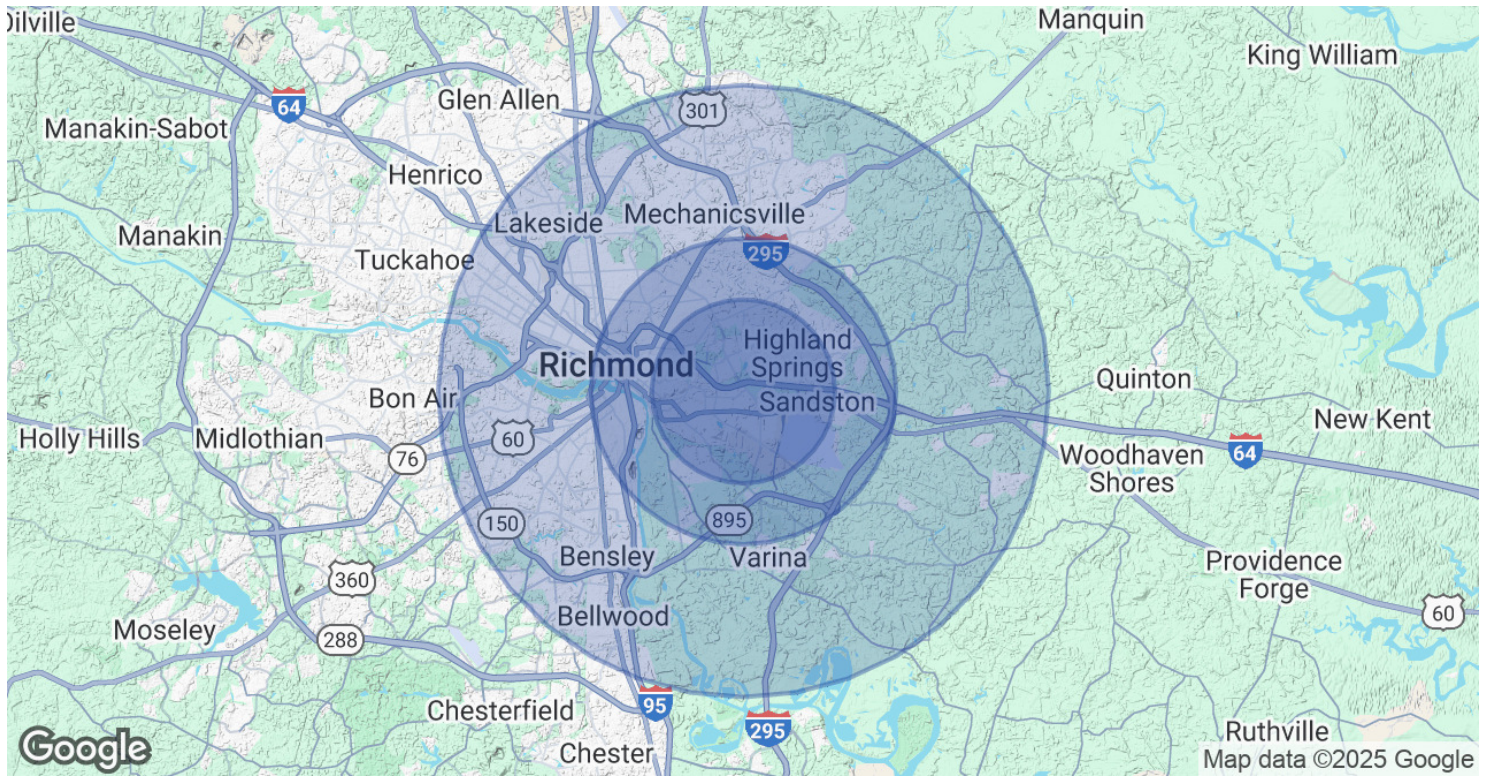 Oilville
Manquin
King William
64
Glen Allen
301
Manakin-Sabot
Henrico
Lakeside
Mechanicsville
Manakin
Tuckahoe
295
Highland
Springs
Richmond
Quinton
Bon Air
Sandston
New Kent
Holly Hills
Midlothian
60
76
64
Woodhaven
Shores
150
895
Bensley
Varina
Providence
Forge
360
60
Bellwood
Moseley
288
95
Chesterfield
295
Ruthville
Chester
Google
Map data ©2025 Google